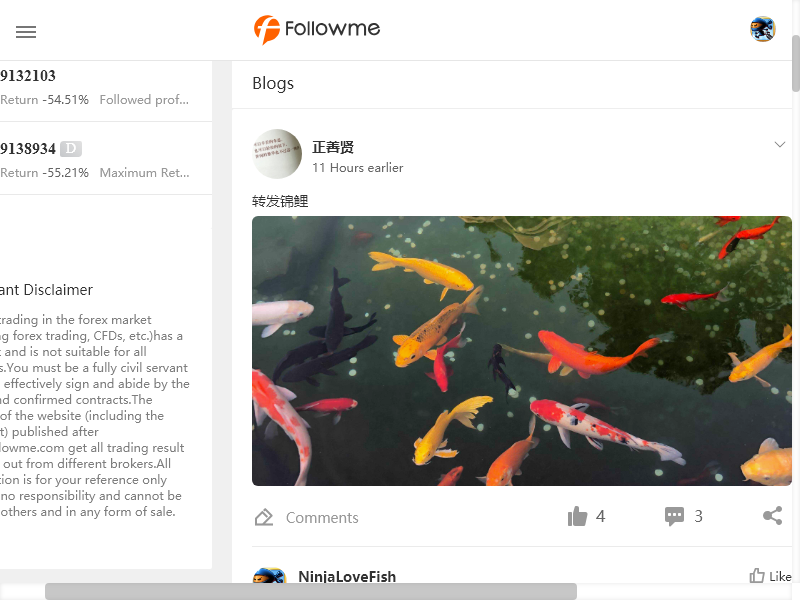 Followme
9132103
Return -54.51% Followed prof...
9138934 D
Return -55.21% Maximum Ret...
ant Disclaimer
trading in the forex market
ng forex trading, CFDs, etc.)has a
and is not suitable for all
s.You must be a fully civil servant
effectively sign and abide by the
nd confirmed contracts.The
of the website (including the
t) published after
lowme.com get all trading result
out from different brokers.All
tion is for your reference only
no responsibility and cannot be
others and in any form of sale.
Blogs
正善贤
11 Hours earlier
转发锦鲤
Comments
4
3
NinjaLoveFish
Like